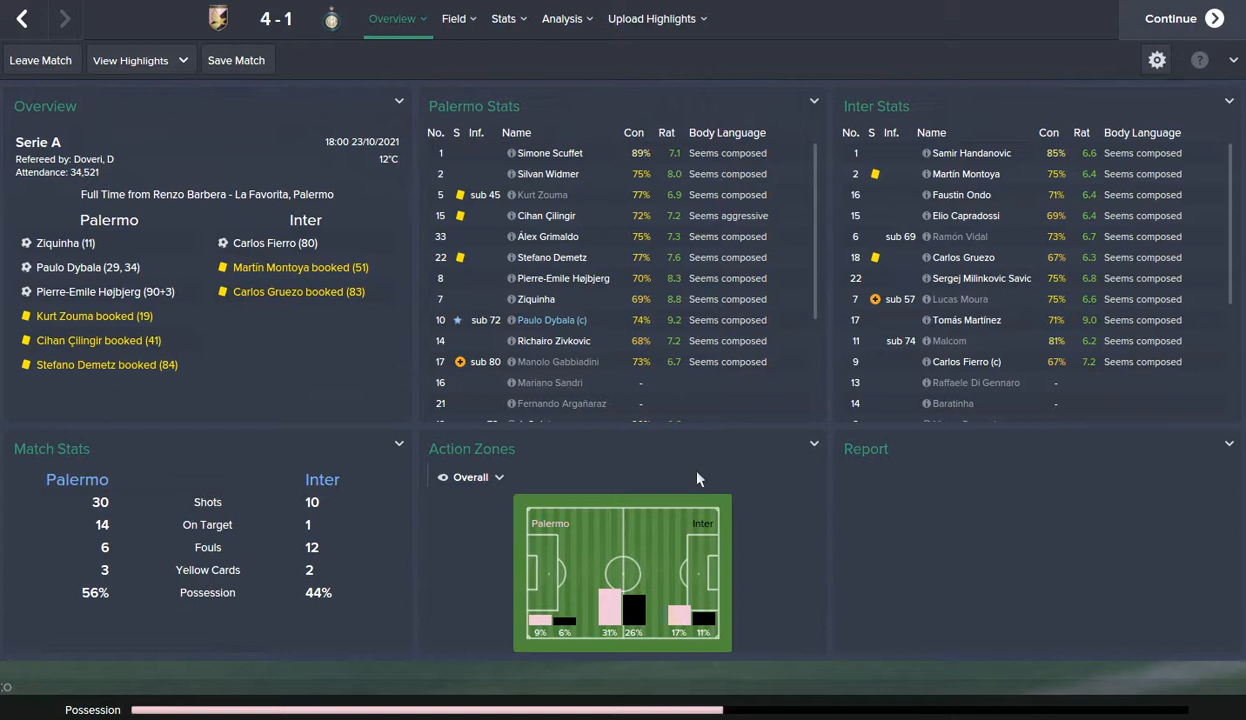 4 - 1
Overview Field Stats Analysis Upload Highlights
Continue
Leave Match View Highlights Save Match
?
Overview
Serie A 18:00 23/10/2021
Refereed by: Doveri, D 12°C
Attendance: 34,521
Full Time from Renzo Barbera - La Favorita, Palermo
Palermo Inter
Ziquinha (11) Carlos Fierro (80)
Paulo Dybala (29, 34) Martín Montoya booked (51)
Pierre-Emile Højbjerg (90+3) Carlos Gruezo booked (83)
Kurt Zouma booked (19)
Cihan Çilingir booked (41)
Stefano Demetz booked (84)
Palermo Stats
No. S Inf. Name Con Rat Body Language
1 Simone Scuffet 89% 7.1 Seems composed
2 Silvan Widmer 75% 8.0 Seems composed
5 sub 45 Kurt Zouma 77% 6.9 Seems composed
15 Cihan Çilingir 72% 7.2 Seems aggressive
33 Álex Grimaldo 75% 7.3 Seems composed
22 Stefano Demetz 77% 7.6 Seems composed
8 Pierre-Emile Højbjerg 70% 8.3 Seems composed
7 Ziquinha 69% 8.8 Seems composed
10 sub 72 Paulo Dybala (c) 74% 9.2 Seems composed
14 Richairo Zivkovic 68% 7.2 Seems composed
17 sub 80 Manolo Gabbiadini 73% 6.7 Seems composed
16 Mariano Sandri -
21 Fernando Argañaraz -
Inter Stats
No. S Inf. Name Con Rat Body Language
1 Samir Handanovic 85% 6.6 Seems composed
2 Martín Montoya 75% 6.4 Seems composed
16 Faustin Ondo 71% 6.4 Seems composed
15 Elio Capradossi 69% 6.4 Seems composed
6 sub 69 Ramón Vidal 73% 6.7 Seems composed
18 Carlos Gruezo 67% 6.3 Seems composed
22 Sergej Milinkovic Savic 75% 6.8 Seems composed
7 sub 57 Lucas Moura 75% 6.6 Seems composed
17 Tomás Martínez 71% 9.0 Seems composed
11 sub 74 Malcom 81% 6.2 Seems composed
9 Carlos Fierro (c) 67% 7.2 Seems composed
13 Raffaele Di Gennaro -
14 Baratinha -
Match Stats
Palermo Inter
30 Shots 10
14 On Target 1
6 Fouls 12
3 Yellow Cards 2
56% Possession 44%
Action Zones
Overall
Palermo Inter
9% 6% 31% 26% 17% 11%
Report
Possession